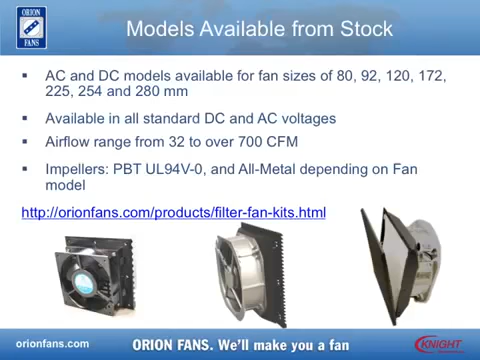 ORION
FANS
Models Available from Stock
AC and DC models available for fan sizes of 80, 92, 120, 172,
225, 254 and 280 mm
Available in all standard DC and AC voltages
Airflow range from 32 to over 700 CFM
Impellers: PBT UL94V-0, and All-Metal depending on Fan
model
http://orionfans.com/products/filter-fan-kits.html
orionfans.com
ORION FANS. We'll make you a fan
KNIGHT